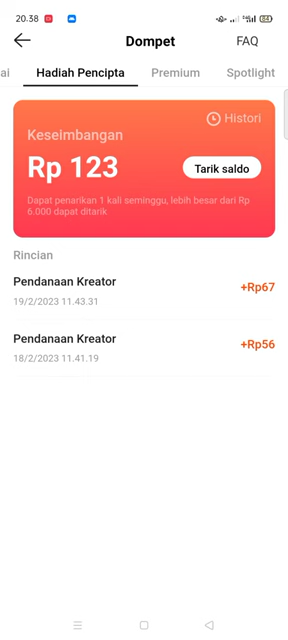 20.38
64
Dompet
FAQ
ai
Hadiah Pencipta
Premium
Spotlight
Histori
Keseimbangan
Rp 123
Tarik saldo
Dapat penarikan 1 kali seminggu, lebih besar dari Rp
6.000 dapat ditarik
Rincian
Pendanaan Kreator
+Rp67
19/2/2023 11.43.31
Pendanaan Kreator
+Rp56
18/2/2023 11.41.19